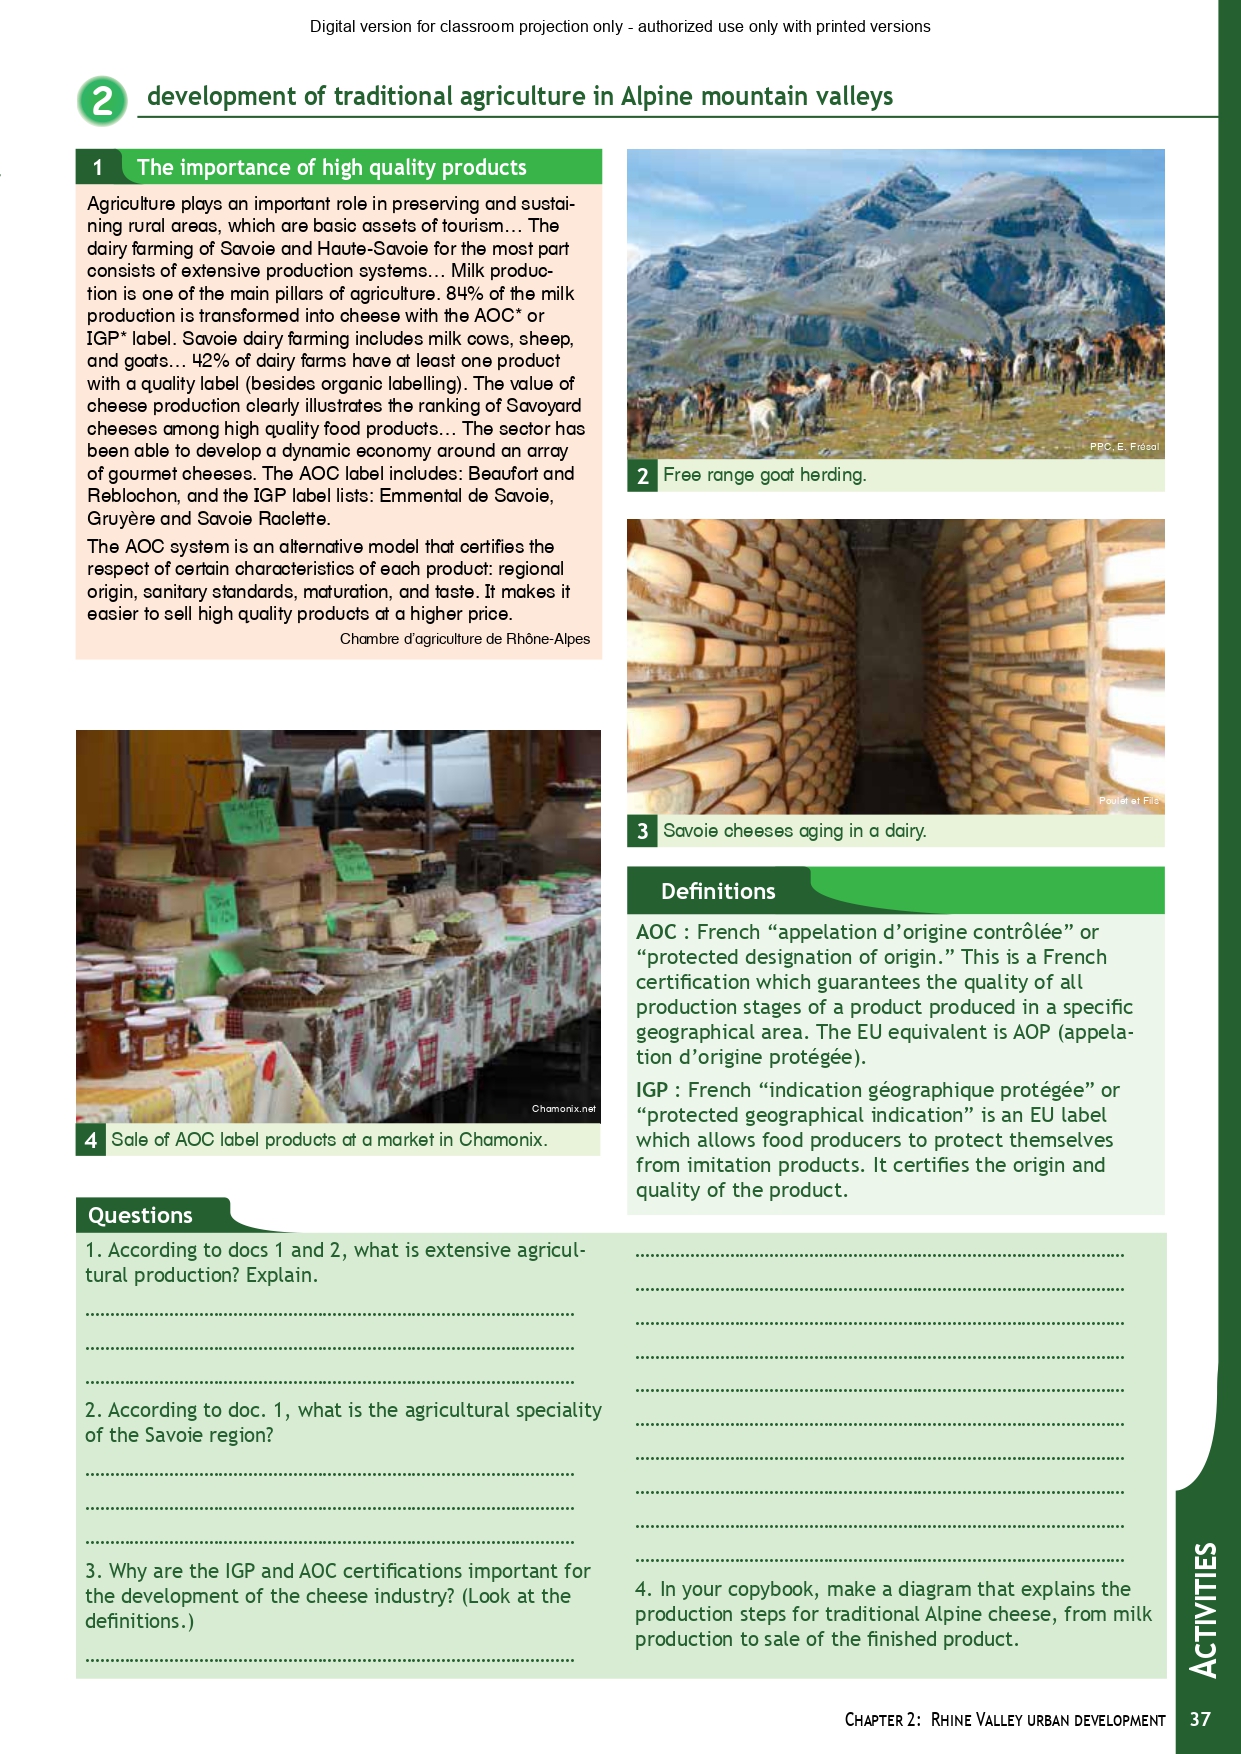 Digital version for classroom projection only - authorized use only with printed versions
2 development of traditional agriculture in Alpine mountain valleys
1 The importance of high quality products
Agriculture plays an important role in preserving and sustai-
ning rural areas, which are basic assets of tourism… The
dairy farming of Savoie and Haute-Savoie for the most part
consists of extensive production systems… Milk produc-
tion is one of the main pillars of agriculture. 84% of the milk
production is transformed into cheese with the AOC* or
IGP* label. Savoie dairy farming includes milk cows, sheep,
and goats… 42% of dairy farms have at least one product
with a quality label (besides organic labelling). The value of
cheese production clearly illustrates the ranking of Savoyard
cheeses among high quality food products… The sector has
been able to develop a dynamic economy around an array
of gourmet cheeses. The AOC label includes: Beaufort and
Reblochon, and the IGP label lists: Emmental de Savoie,
Gruyère and Savoie Raclette.
The AOC system is an alternative model that certifies the
respect of certain characteristics of each product: regional
origin, sanitary standards, maturation, and taste. It makes it
easier to sell high quality products at a higher price.
Chambre d'agriculture de Rhône-Alpes
PPC, E. Frésal
2 Free range goat herding.
Poulet et Fils
3 Savoie cheeses aging in a dairy.
Chamonix.net
4 Sale of AOC label products at a market in Chamonix.
Definitions
AOC : French “appelation d’origine contrôlée” or
“protected designation of origin.” This is a French
certification which guarantees the quality of all
production stages of a product produced in a specific
geographical area. The EU equivalent is AOP (appela-
tion d’origine protégée).
IGP : French “indication géographique protégée” or
“protected geographical indication” is an EU label
which allows food producers to protect themselves
from imitation products. It certifies the origin and
quality of the product.
Questions
1. According to docs 1 and 2, what is extensive agricul-
tural production? Explain.
2. According to doc. 1, what is the agricultural speciality
of the Savoie region?
3. Why are the IGP and AOC certifications important for
the development of the cheese industry? (Look at the
definitions.)
4. In your copybook, make a diagram that explains the
production steps for traditional Alpine cheese, from milk
production to sale of the finished product.
ACTIVITIES
CHAPTER 2: RHINE VALLEY URBAN DEVELOPMENT 37